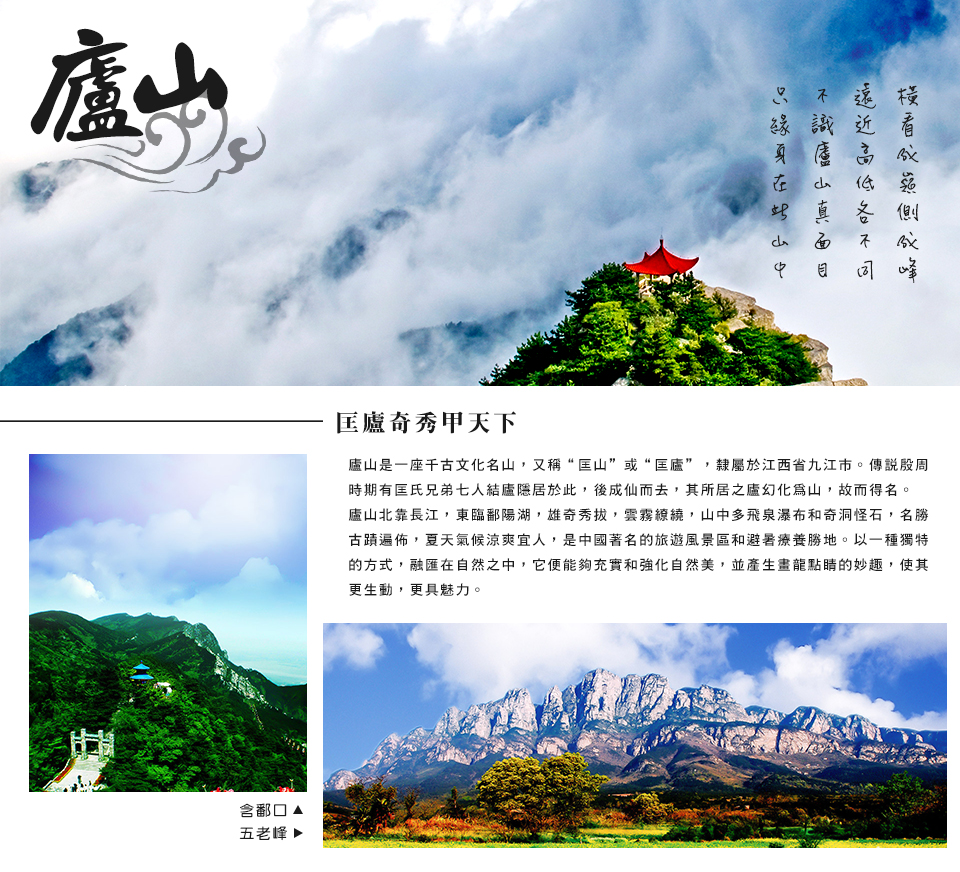 廬山
橫看成嶺側成峰
遠近高低各不同
不識廬山真面目
只緣身在此山中
匡廬奇秀甲天下
廬山是一座千古文化名山，又稱“匡山”或“匡廬”，隸屬於江西省九江市。傳説殷周
時期有匡氏兄弟七人結廬隱居於此，後成仙而去，其所居之廬幻化爲山，故而得名。
廬山北靠長江，東臨鄱陽湖，雄奇秀拔，雲霧繚繞，山中多飛泉瀑布和奇洞怪石，名勝
古蹟遍佈，夏天氣候涼爽宜人，是中國著名的旅遊風景區和避暑療養勝地。以一種獨特
的方式，融匯在自然之中，它便能夠充實和強化自然美，並產生畫龍點睛的妙趣，使其
更生動，更具魅力。
含鄱口▲
五老峰▶